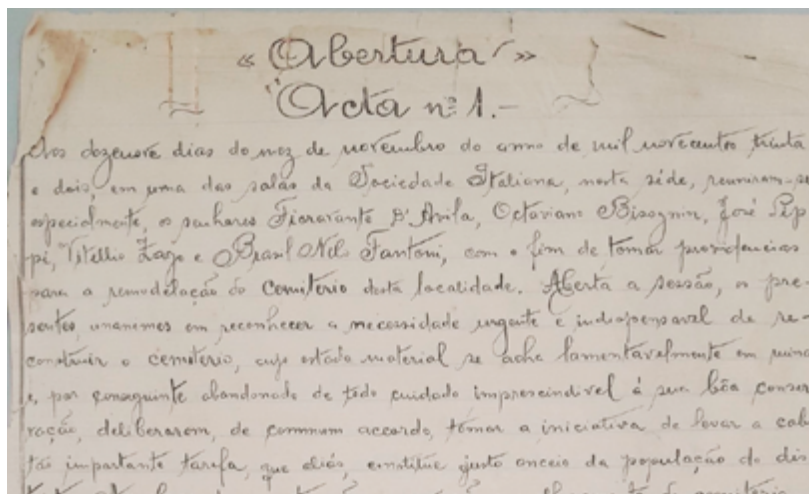 « Abertura »
Acta nº 1.-
Aos dezenove dias do mez de novembro do anno de mil novecentos trinta
e dois, em uma das salas da Sociedade Italiana, nesta séde, reuniram-se
especialmente, os senhores Fioravante D'Avila, Octaviano Bisognin, José Pip-
pi, Vitélio Zago e Brasil Nilo Fantoni, com o fim de tomar providencias
para a remodelação do Cemiterio desta localidade. Aberta a sessão, os pre-
sentes, unanemes em reconhecer a necessidade urgente e indispensavel de re-
construir o cemiterio, cujo estado material se acha lamentavelmente em ruina
e, por conseguinte abandonado de todo cuidado imprescindivel á sua bôa conser
vação, deliberaram, de commum accordo, tomar a iniciativa de levar a cabo
tão importante tarefa, que aliás, constitue justo anceio da população do dis